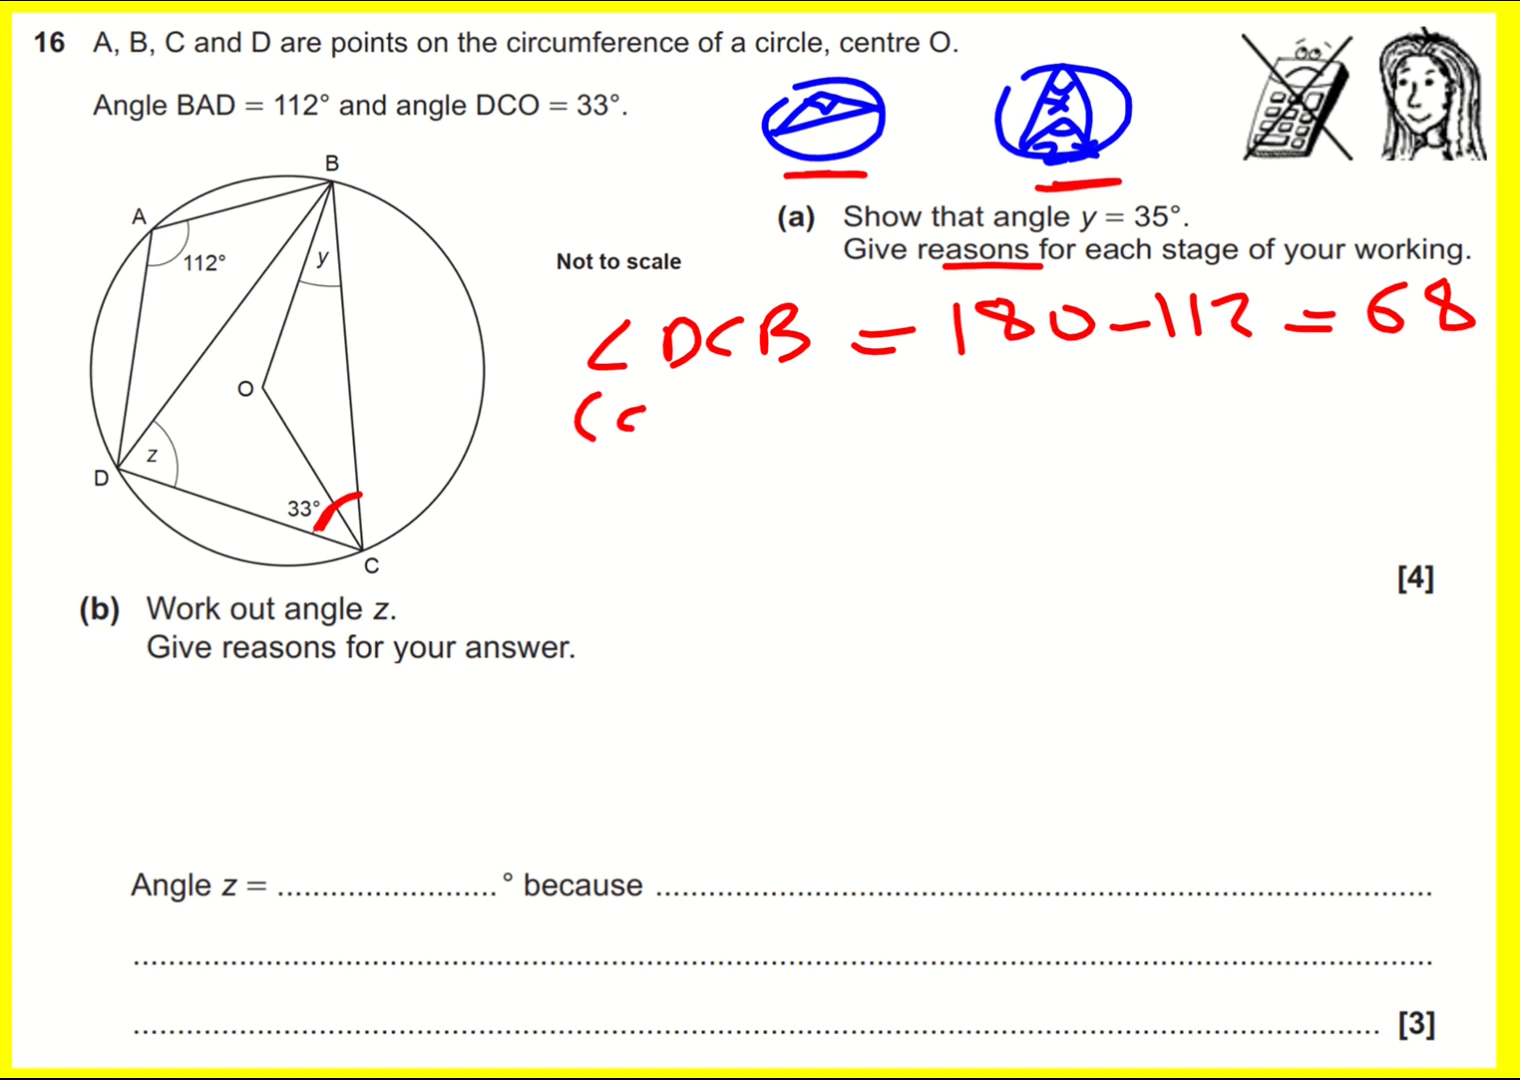 16 A, B, C and D are points on the circumference of a circle, centre O.
Angle BAD = 112° and angle DCO = 33°.
B
A
112°
y
O
z
D
33°
C
Not to scale
(a) Show that angle y = 35°.
Give reasons for each stage of your working.
∠DCB = 180-112 = 68
[4]
(b) Work out angle z.
Give reasons for your answer.
Angle z = ........................ ° because ................................................................................
....................................................................................................................................
.............................................................................................................................. [3]